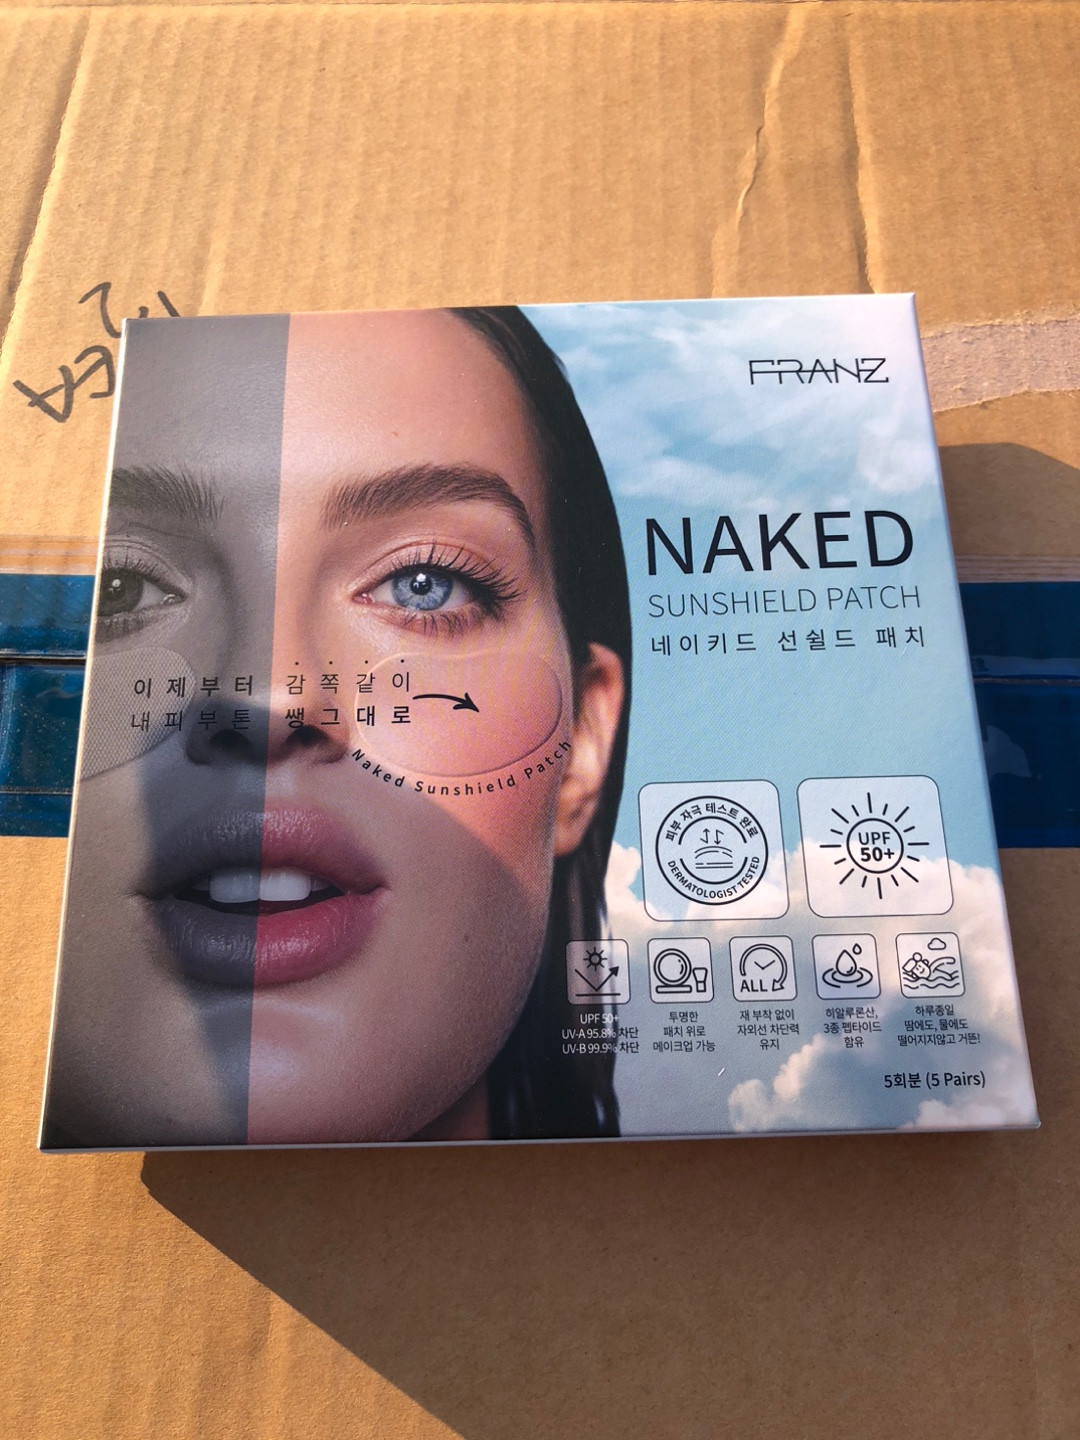 12EA
FRANZ
NAKED
SUNSHIELD PATCH
네이키드 선쉴드 패치
이제부터 감쪽같이
내피부톤 쌩그대로
Naked Sunshield Patch
피부 자극 테스트 완료
DERMATOLOGIST TESTED
UPF
50+
ALL
UPF 50+
UV-A 95.8% 차단
UV-B 99.9% 차단
투명한
패치 위로
메이크업 가능
재 부착 없이
자외선 차단력
유지
히알루론산,
3종 펩타이드
함유
하루종일
땀에도, 물에도
떨어지지않고 거뜬!
5회분 (5 Pairs)